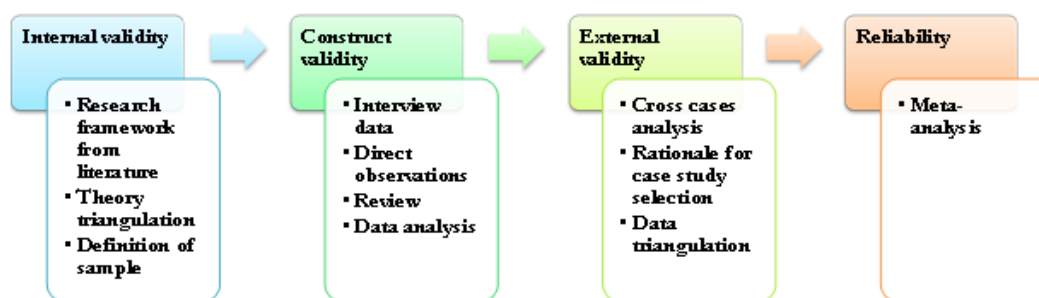 Internal validity
▪ Research
framework
from
literature
▪ Theory
triangulation
▪ Definition of
sample
Construct
validity
▪ Interview
data
▪ Direct
observations
▪ Review
▪ Data analysis
External
validity
▪ Cross cases
analysis
▪ Rationale for
case study
selection
▪ Data
triangulation
Reliability
▪ Meta-
analysis